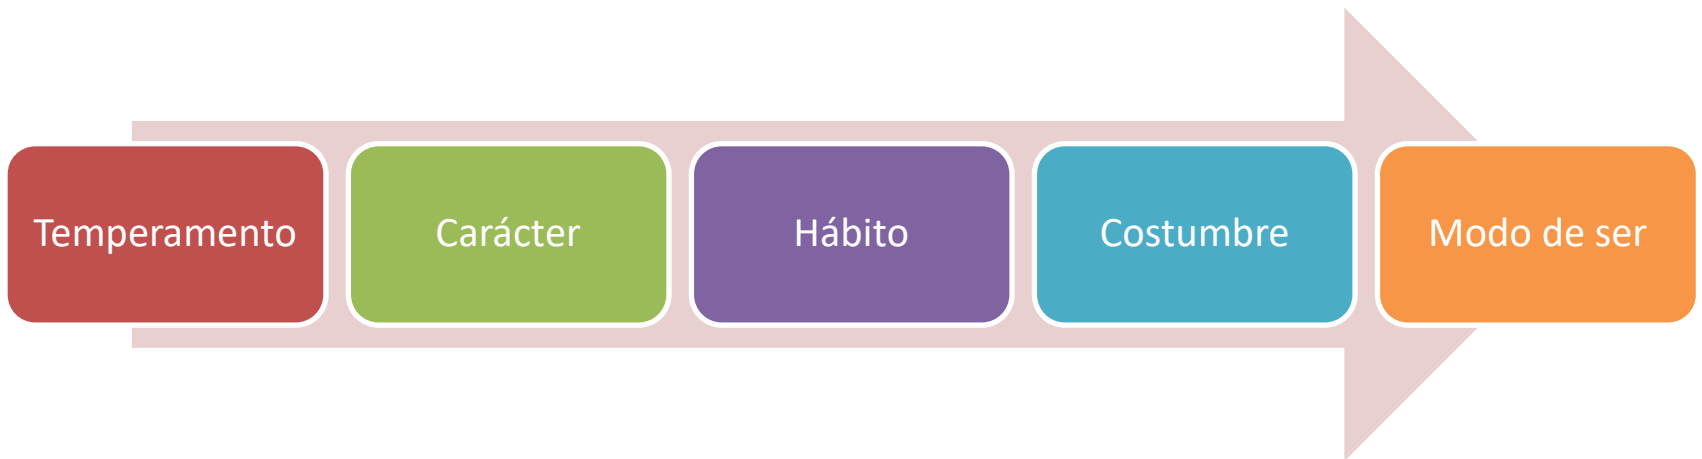 Temperamento
Carácter
Hábito
Costumbre
Modo de ser